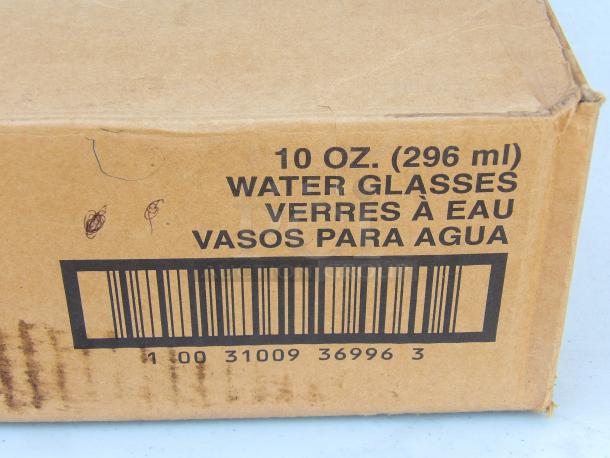 10 OZ. (296 ml)
WATER GLASSES
VERRES À EAU
VASOS PARA AGUA
1 00 31009 36996 3